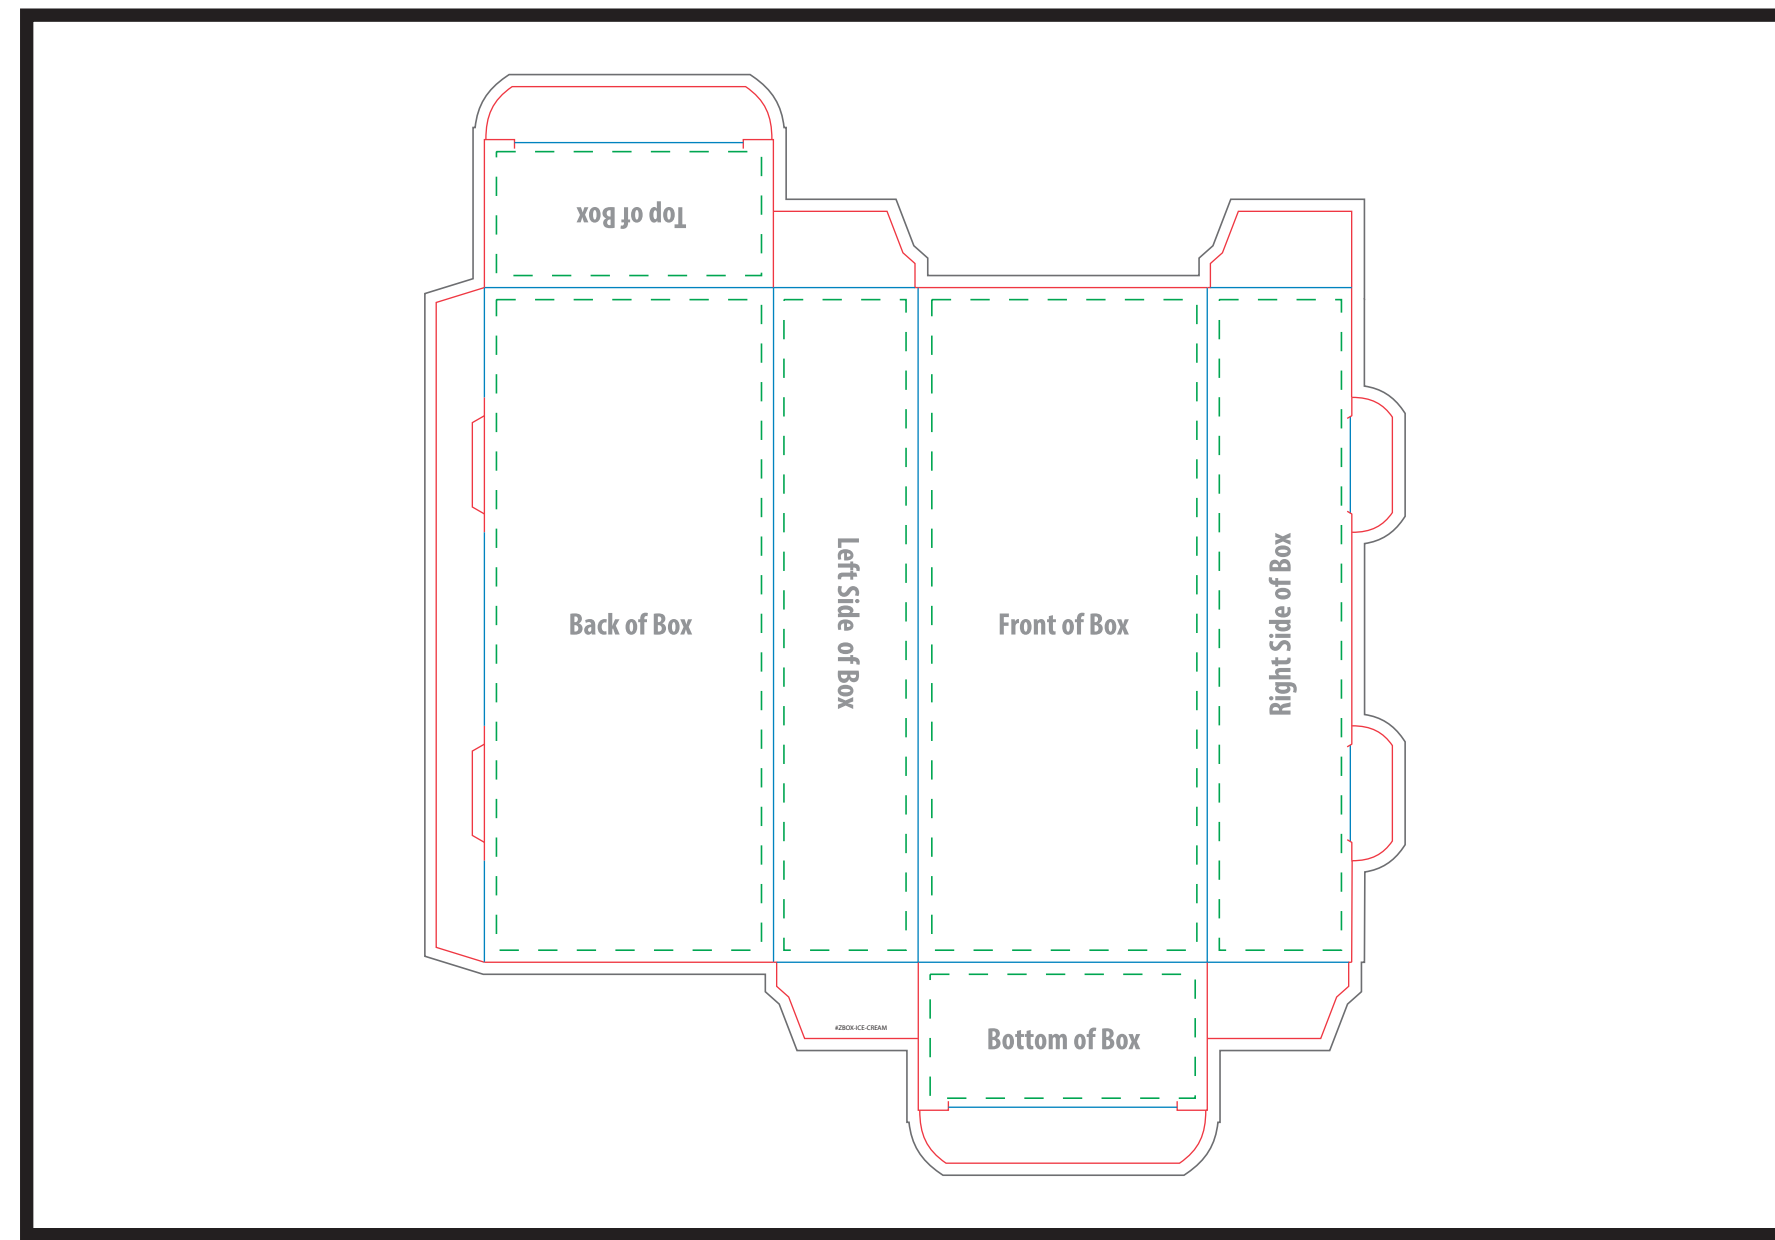 Top of Box
Back of Box
Left Side of Box
Front of Box
Right Side of Box
#ZBOX-ICE-CREAM
Bottom of Box